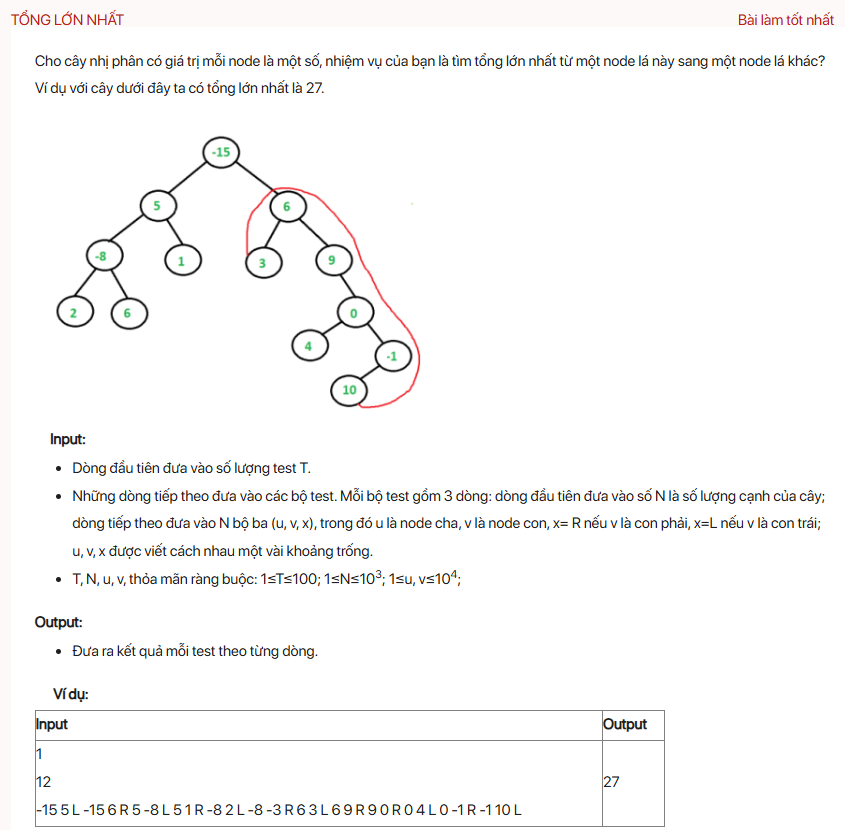 TỔNG LỚN NHẤT
Bài làm tốt nhất
Cho cây nhị phân có giá trị mỗi node là một số, nhiệm vụ của bạn là tìm tổng lớn nhất từ một node lá này sang một node lá khác?
Ví dụ với cây dưới đây ta có tổng lớn nhất là 27.
-15
5
6
-8
1
3
9
2
6
0
4
-1
10
Input:
• Dòng đầu tiên đưa vào số lượng test T.
• Những dòng tiếp theo đưa vào các bộ test. Mỗi bộ test gồm 3 dòng: dòng đầu tiên đưa vào số N là số lượng cạnh của cây;
dòng tiếp theo đưa vào N bộ ba (u, v, x), trong đó u là node cha, v là node con, x= R nếu v là con phải, x=L nếu v là con trái;
u, v, x được viết cách nhau một vài khoảng trống.
• T, N, u, v, thỏa mãn ràng buộc: 1≤T≤100; 1≤N≤10³; 1≤u, v≤10⁴;
Output:
• Đưa ra kết quả mỗi test theo từng dòng.
Ví dụ:
Input
Output
1
12
27
-15 5 L -15 6 R 5 -8 L 5 1 R -8 2 L -8 -3 R 6 3 L 6 9 R 9 0 R 0 4 L 0 -1 R -1 10 L